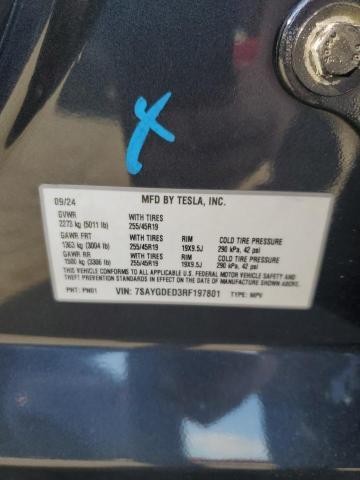 09/24 MFD BY TESLA, INC.
GVWR WITH TIRES
2273 kg (5011 lb) 255/45R19
GAWR FRT WITH TIRES RIM COLD TIRE PRESSURE
1363 kg (3004 lb) 255/45R19 19X9.5J 290 kPa, 42 psi
GAWR RR WITH TIRES RIM COLD TIRE PRESSURE
1500 kg (3306 lb) 255/45R19 19X9.5J 290 kPa, 42 psi
THIS VEHICLE CONFORMS TO ALL APPLICABLE U.S. FEDERAL MOTOR VEHICLE SAFETY AND
THEFT PREVENTION STANDARDS IN EFFECT ON THE DATE OF MANUFACTURE SHOWN ABOVE.
PNT: PN01 VIN: 7SAYGDED3RF197801 TYPE: MPV